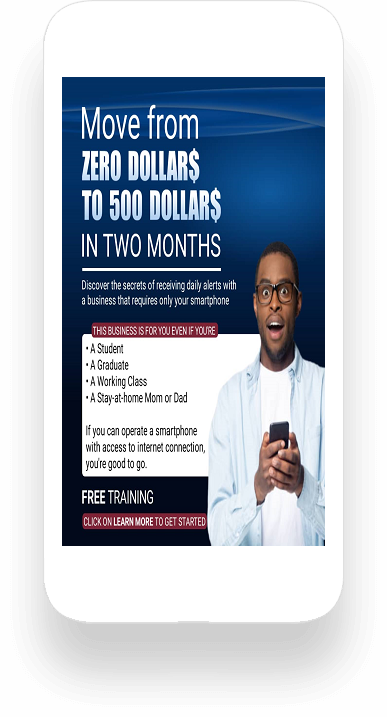 Move from
ZERO DOLLAR$
TO 500 DOLLAR$
IN TWO MONTHS
Discover the secrets of receiving daily alerts with
a business that requires only your smartphone
THIS BUSINESS IS FOR YOU EVEN IF YOU'RE
• A Student
• A Graduate
• A Working Class
• A Stay-at-home Mom or Dad
If you can operate a smartphone
with access to internet connection,
you're good to go.
FREE TRAINING
CLICK ON LEARN MORE TO GET STARTED